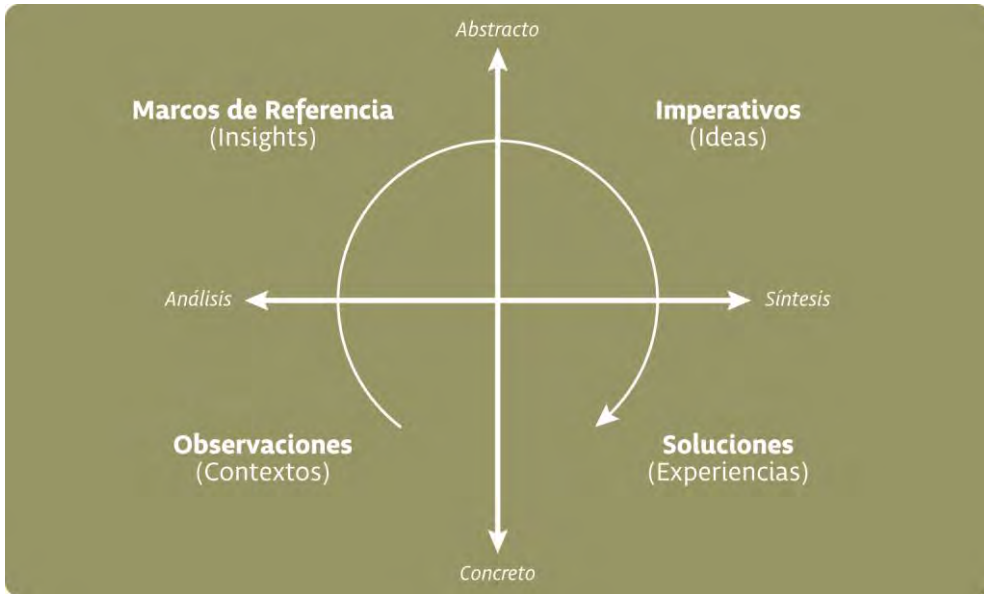 Abstracto
Marcos de Referencia
(Insights)
Imperativos
(Ideas)
Análisis
Síntesis
Observaciones
(Contextos)
Soluciones
(Experiencias)
Concreto